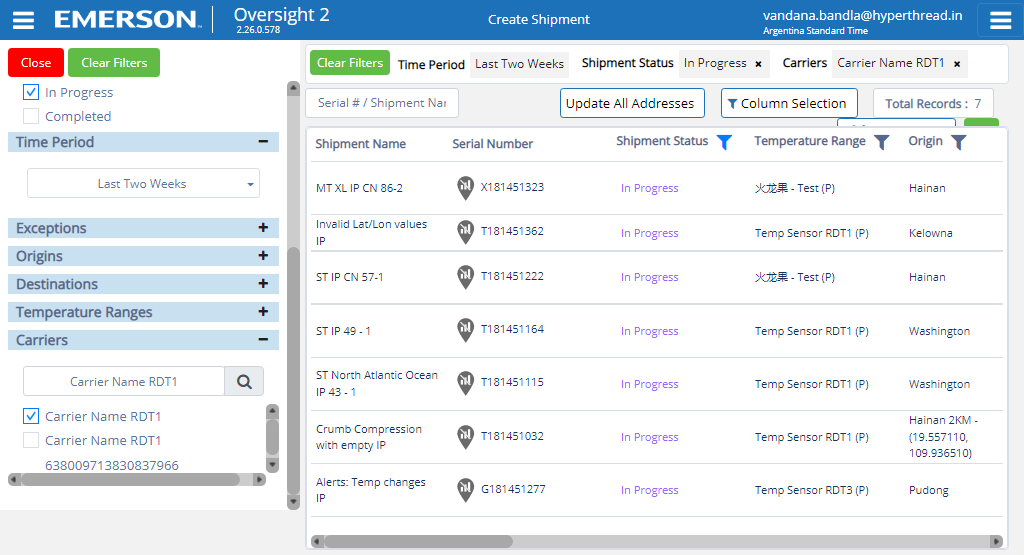 EMERSON
Oversight 2
2.26.0.578
Create Shipment
vandana.bandla@hyperthread.in
Argentina Standard Time
Close
Clear Filters
In Progress
Completed
Time Period
Last Two Weeks
Exceptions
Origins
Destinations
Temperature Ranges
Carriers
Carrier Name RDT1
Carrier Name RDT1
Carrier Name RDT1
638009713830837966
Clear Filters Time Period Last Two Weeks Shipment Status In Progress × Carriers Carrier Name RDT1 ×
Serial # / Shipment Nar
Update All Addresses
Column Selection
Total Records : 7
Shipment Name Serial Number Shipment Status Temperature Range Origin
MT XL IP CN 86-2 X181451323 In Progress 火龙果 - Test (P) Hainan
Invalid Lat/Lon values
IP
T181451362 In Progress Temp Sensor RDT1 (P) Kelowna
ST IP CN 57-1 T181451222 In Progress 火龙果 - Test (P) Hainan
ST IP 49 - 1 T181451164 In Progress Temp Sensor RDT1 (P) Washington
ST North Atlantic Ocean
IP 43 - 1
T181451115 In Progress Temp Sensor RDT1 (P) Washington
Crumb Compression
with empty IP
T181451032 In Progress Temp Sensor RDT1 (P)
Hainan 2KM -
(19.557110,
109.936510)
Alerts: Temp changes
IP
G181451277 In Progress Temp Sensor RDT3 (P) Pudong